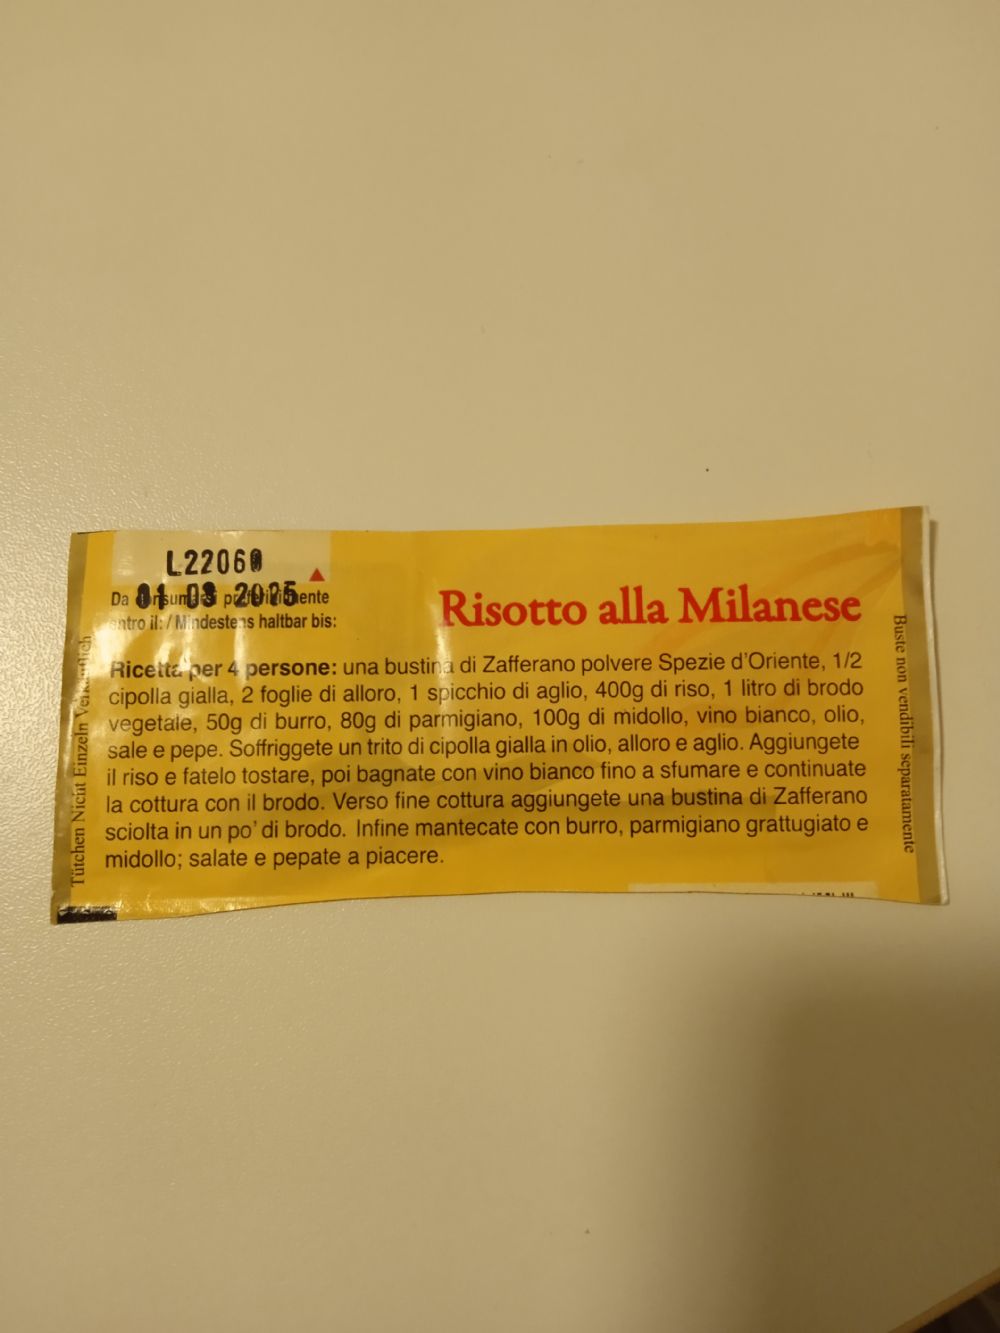 L22060
01 03 2025
Da consumarsi preferibilmente
entro il: / Mindestens haltbar bis:
Risotto alla Milanese
Ricetta per 4 persone: una bustina di Zafferano polvere Spezie d'Oriente, 1/2
cipolla gialla, 2 foglie di alloro, 1 spicchio di aglio, 400g di riso, 1 litro di brodo
vegetale, 50g di burro, 80g di parmigiano, 100g di midollo, vino bianco, olio,
sale e pepe. Soffriggete un trito di cipolla gialla in olio, alloro e aglio. Aggiungete
il riso e fatelo tostare, poi bagnate con vino bianco fino a sfumare e continuate
la cottura con il brodo. Verso fine cottura aggiungete una bustina di Zafferano
sciolta in un po' di brodo. Infine mantecate con burro, parmigiano grattugiato e
midollo; salate e pepate a piacere.
Tütchen Nicht Einzeln Verkäuflich
Buste non vendibili separatamente